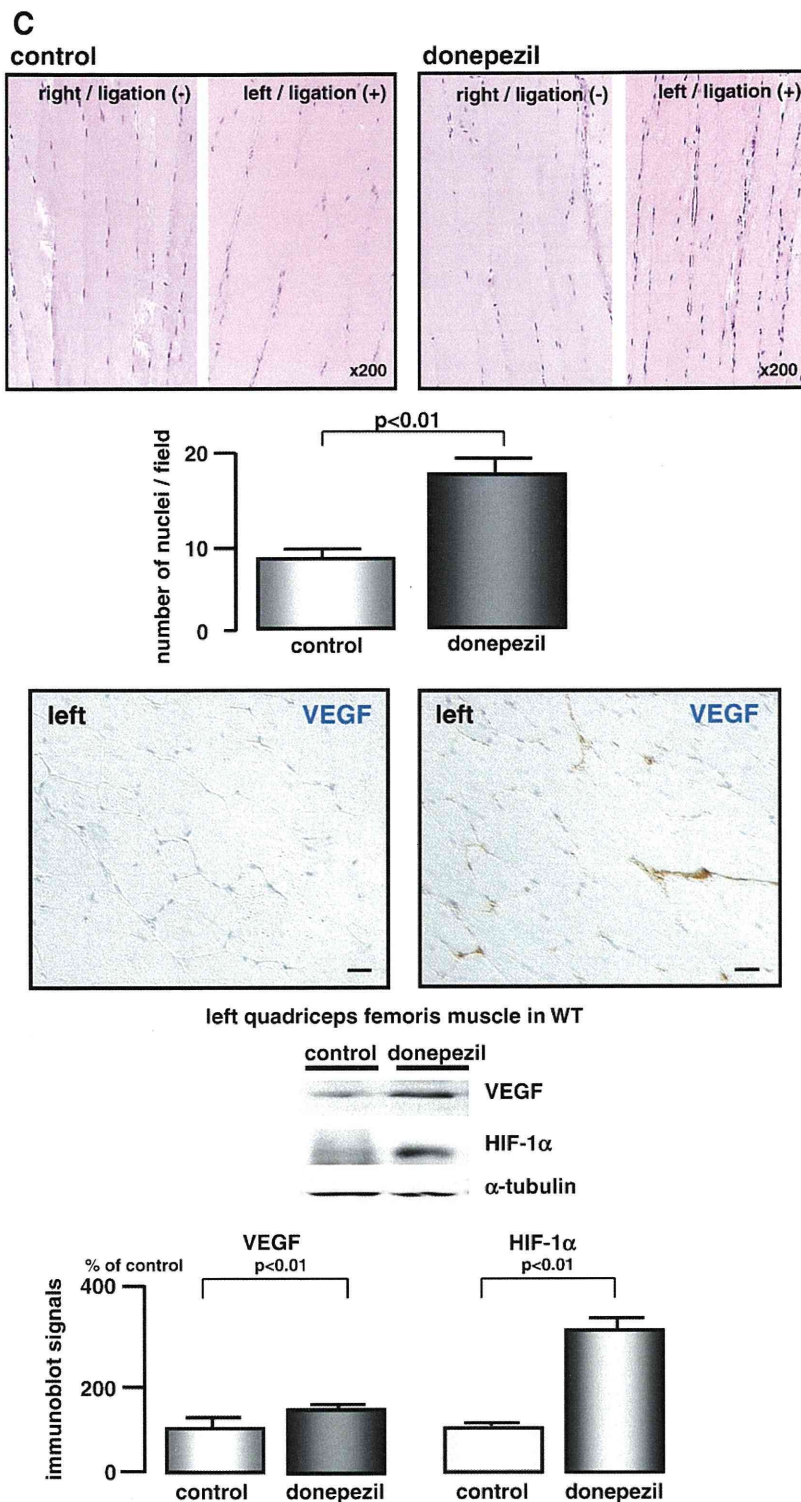 C
control
donepezil
right / ligation (-)
left / ligation (+)
right / ligation (-)
left / ligation (+)
x200
x200
p<0.01
number of nuclei / field
20
10
0
control
donepezil
left
VEGF
left
VEGF
left quadriceps femoris muscle in WT
control
donepezil
VEGF
HIF-1α
α-tubulin
VEGF
HIF-1α
% of control
p<0.01
p<0.01
immunoblot signals
400
200
0
control
donepezil
control
donepezil